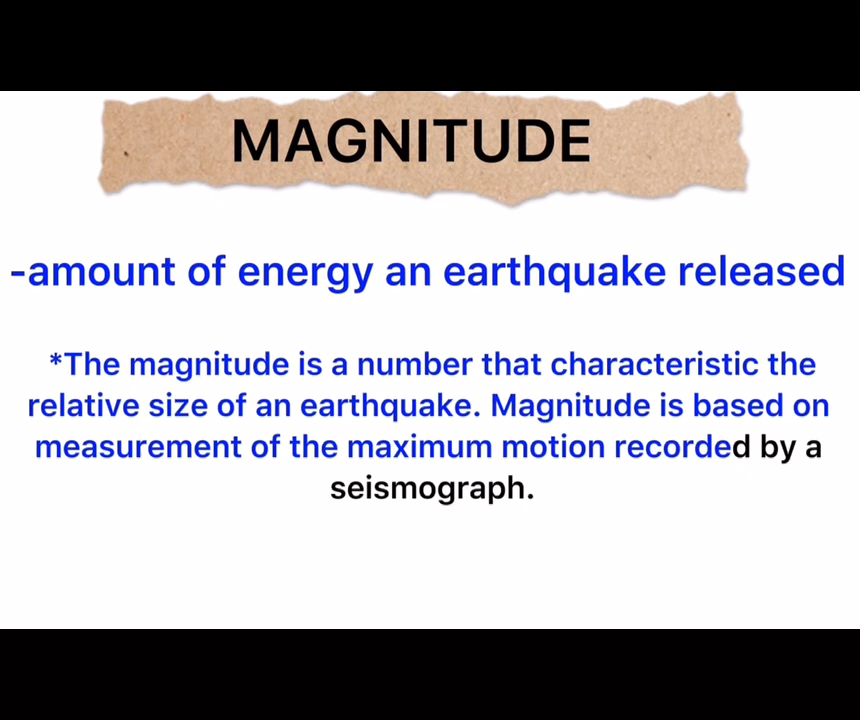 MAGNITUDE
-amount of energy an earthquake released
*The magnitude is a number that characteristic the
relative size of an earthquake. Magnitude is based on
measurement of the maximum motion recorded by a
seismograph.